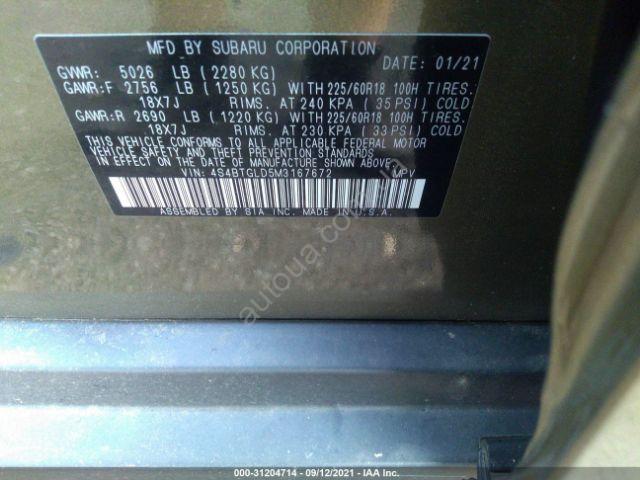 MFD BY SUBARU CORPORATION
GVWR: 5026 LB (2280 KG) DATE: 01/21
GAWR:F 2756 LB (1250 KG) WITH 225/60R18 100H TIRES.
18X7J RIMS. AT 240 KPA (35 PSI) COLD
GAWR:R 2690 LB (1220 KG) WITH 225/60R18 100H TIRES.
18X7J RIMS. AT 230 KPA (33 PSI) COLD
THIS VEHICLE CONFORMS TO ALL APPLICABLE FEDERAL MOTOR
VEHICLE SAFETY STANDARDS IN EFFECT ON THE DATE OF
MANUFACTURE SHOWN ABOVE.
VIN: 4S4BTGLD5M3167672 MPV
ASSEMBLED BY SIA INC. MADE IN U.S.A.
autoua.com
000-31204714 - 09/12/2021 - IAA Inc.